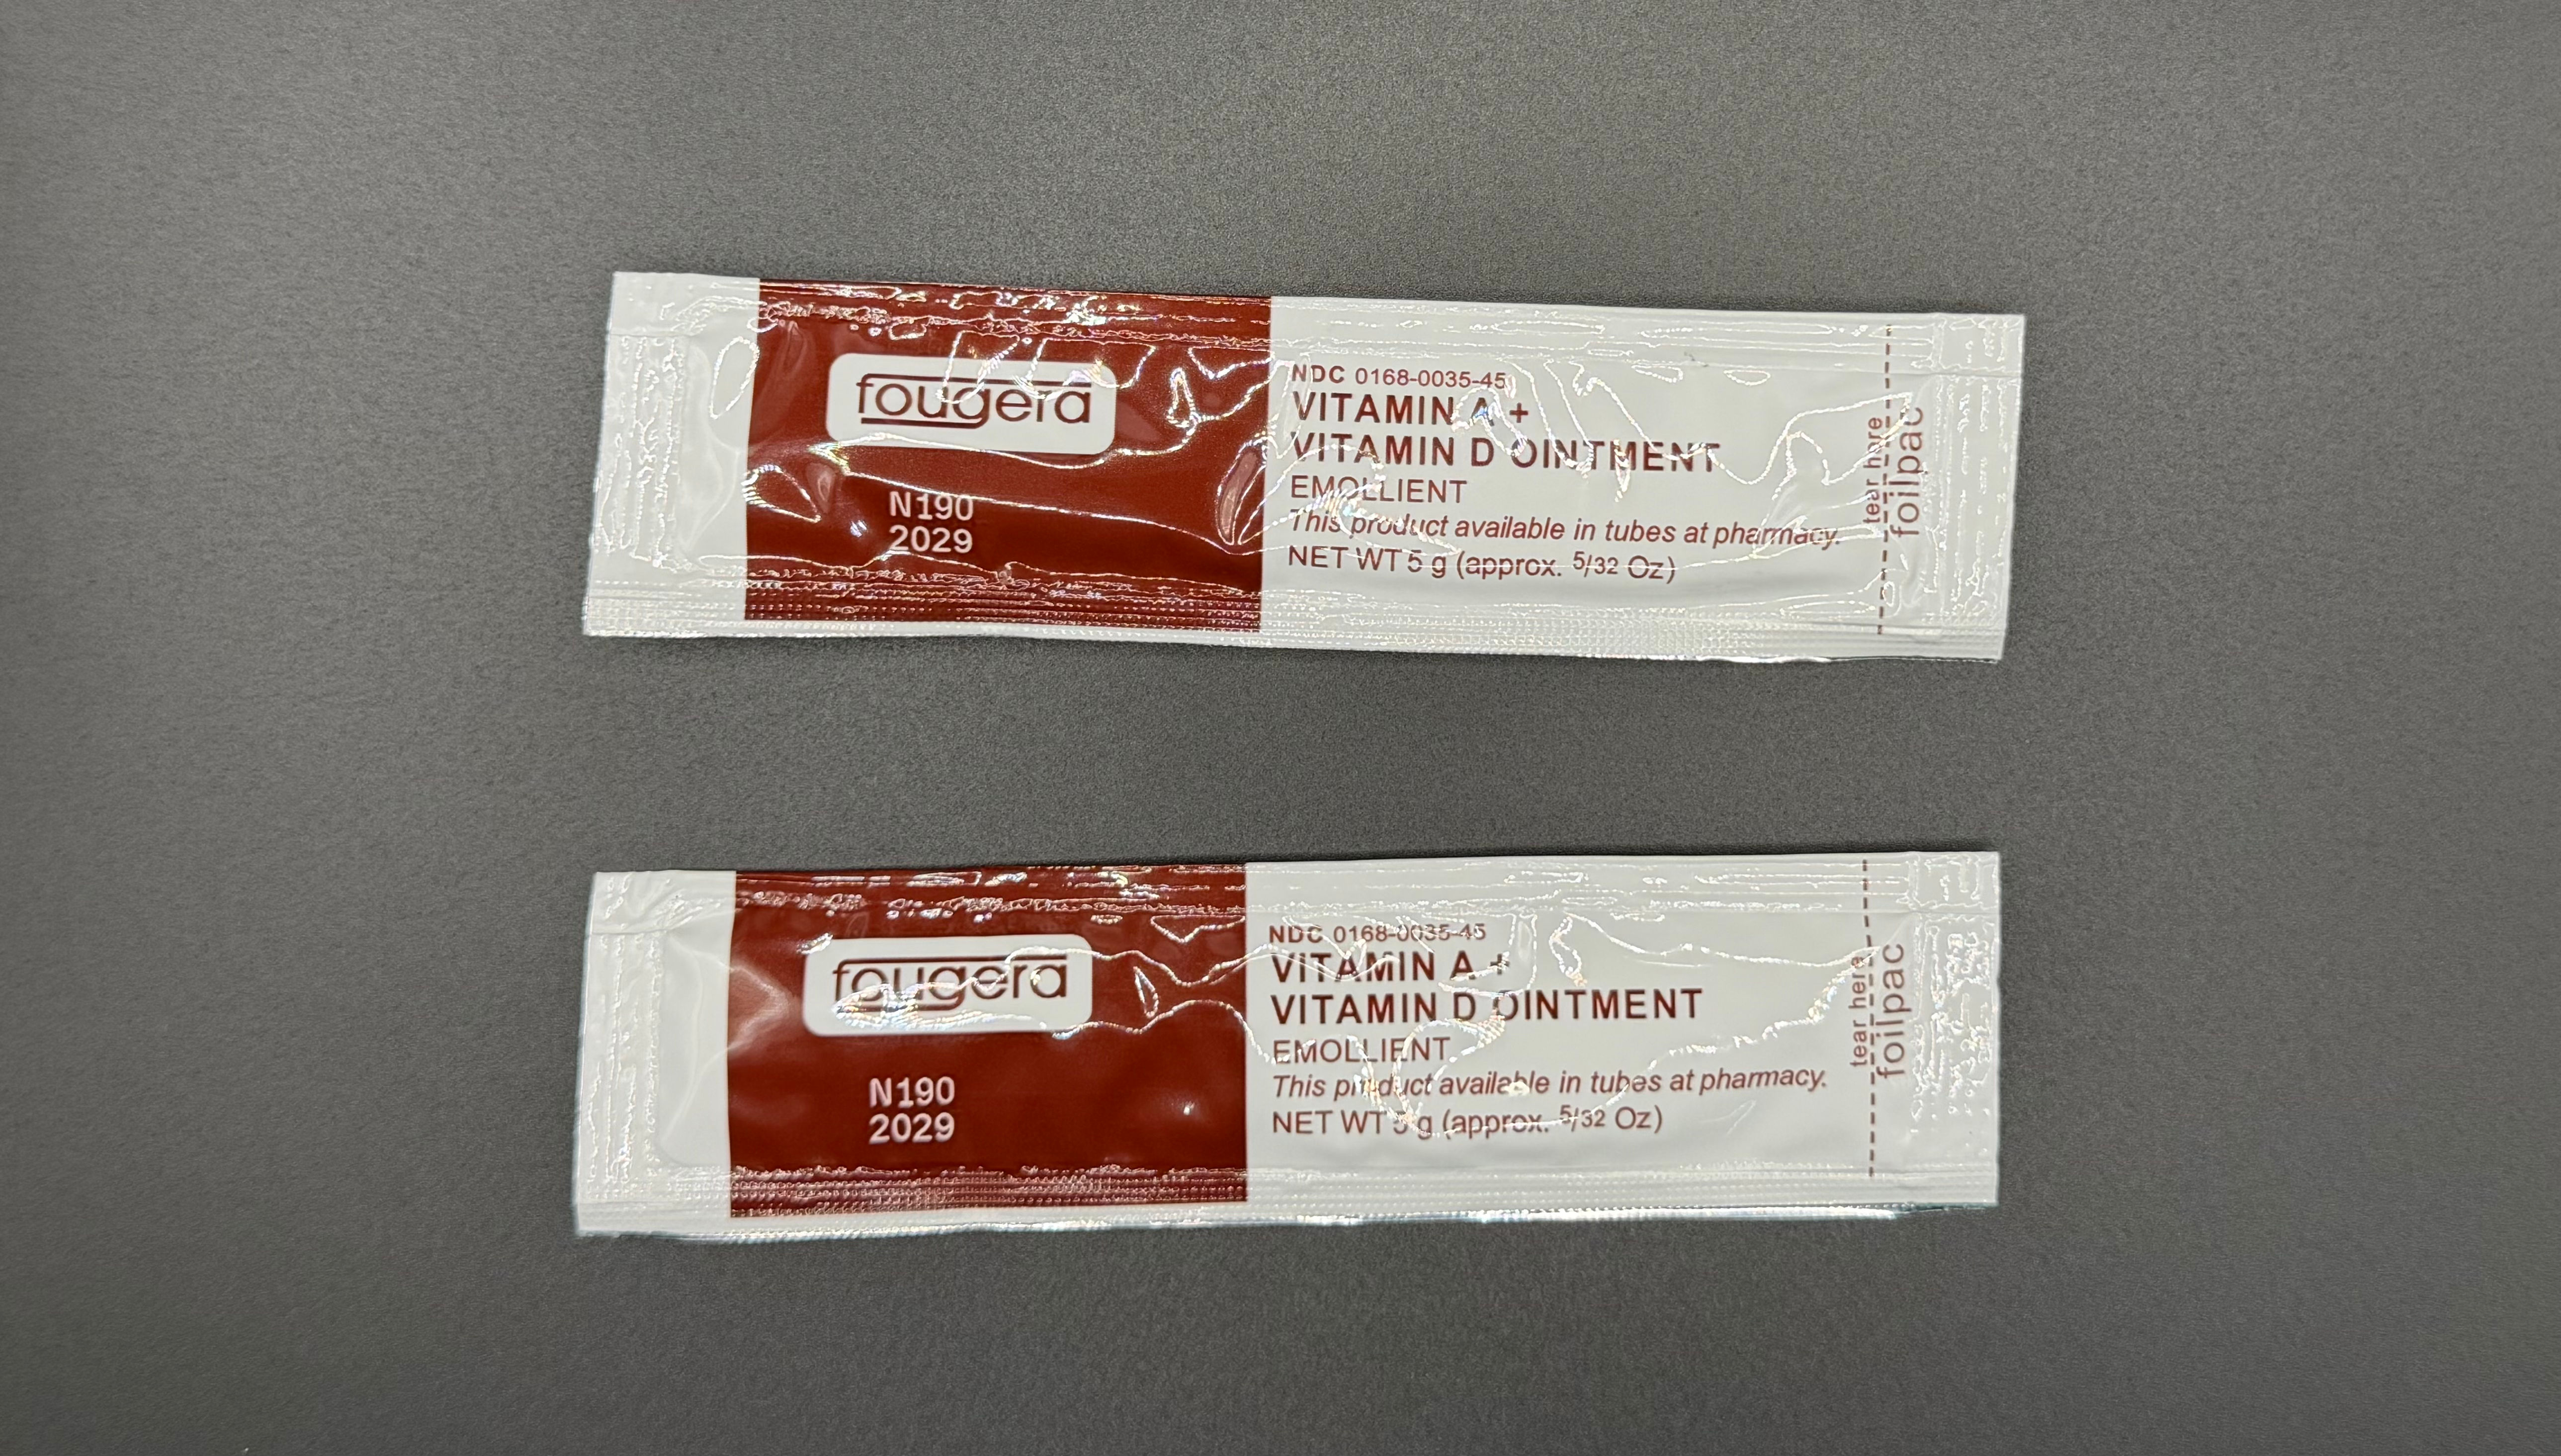 fougera
N190
2029
NDC 0168-0035-45
VITAMIN A +
VITAMIN D OINTMENT
EMOLLIENT
This product available in tubes at pharmacy.
NET WT 5 g (approx. 5/32 Oz)
tear here
foilpac
fougera
N190
2029
NDC 0168-0035-45
VITAMIN A +
VITAMIN D OINTMENT
EMOLLIENT
This product available in tubes at pharmacy.
NET WT 5 g (approx. 5/32 Oz)
tear here
foilpac